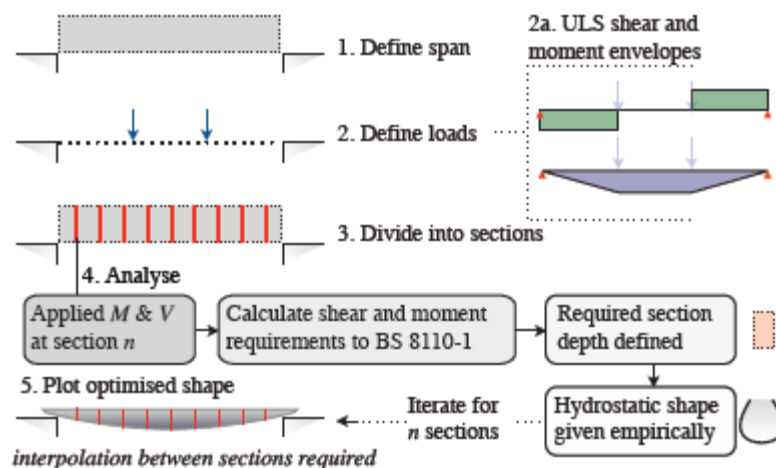 1. Define span
2a. ULS shear and
moment envelopes
2. Define loads
3. Divide into sections
4. Analyse
Applied M & V
at section n
Calculate shear and moment
requirements to BS 8110-1
Required section
depth defined
5. Plot optimised shape
Iterate for
n sections
Hydrostatic shape
given empirically
interpolation between sections required